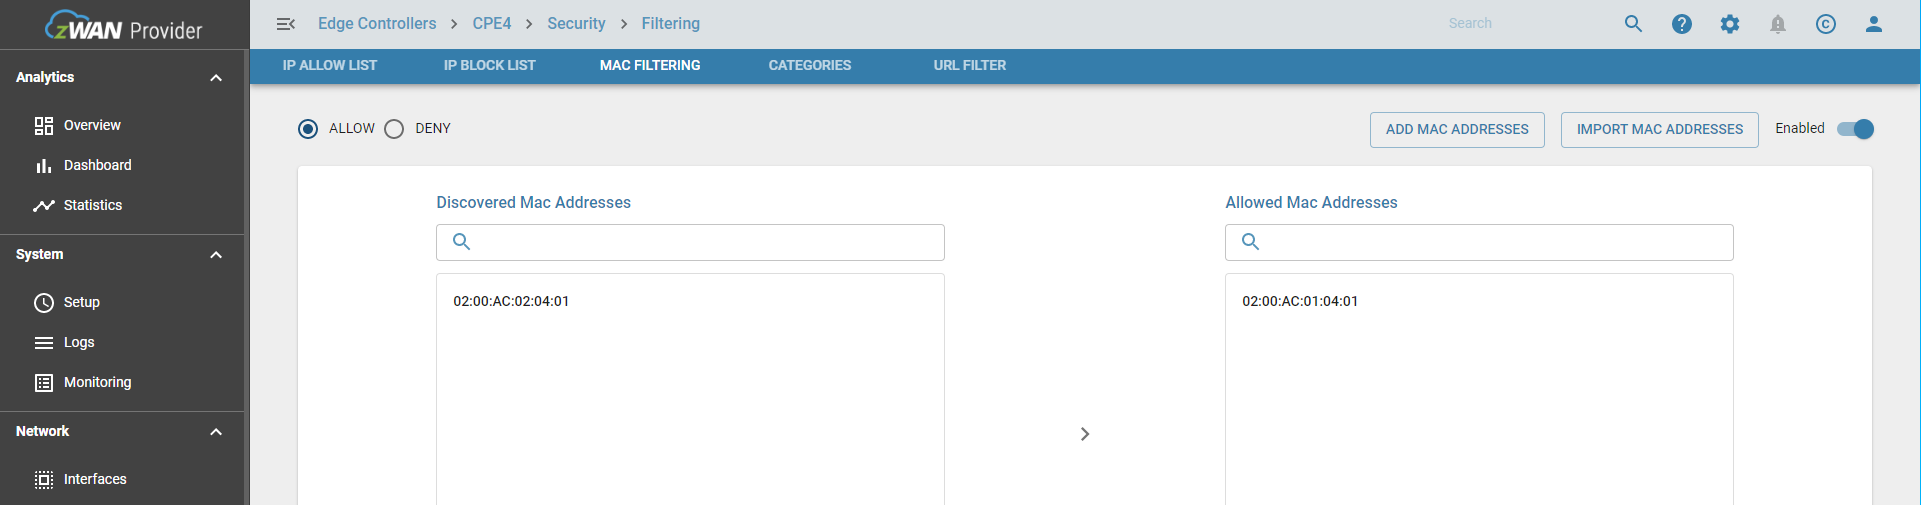 zWAN Provider
Edge Controllers > CPE4 > Security > Filtering
Search
IP ALLOW LIST
IP BLOCK LIST
MAC FILTERING
CATEGORIES
URL FILTER
Analytics
Overview
Dashboard
Statistics
System
Setup
Logs
Monitoring
Network
Interfaces
ALLOW
DENY
ADD MAC ADDRESSES
IMPORT MAC ADDRESSES
Enabled
Discovered Mac Addresses
02:00:AC:02:04:01
Allowed Mac Addresses
02:00:AC:01:04:01